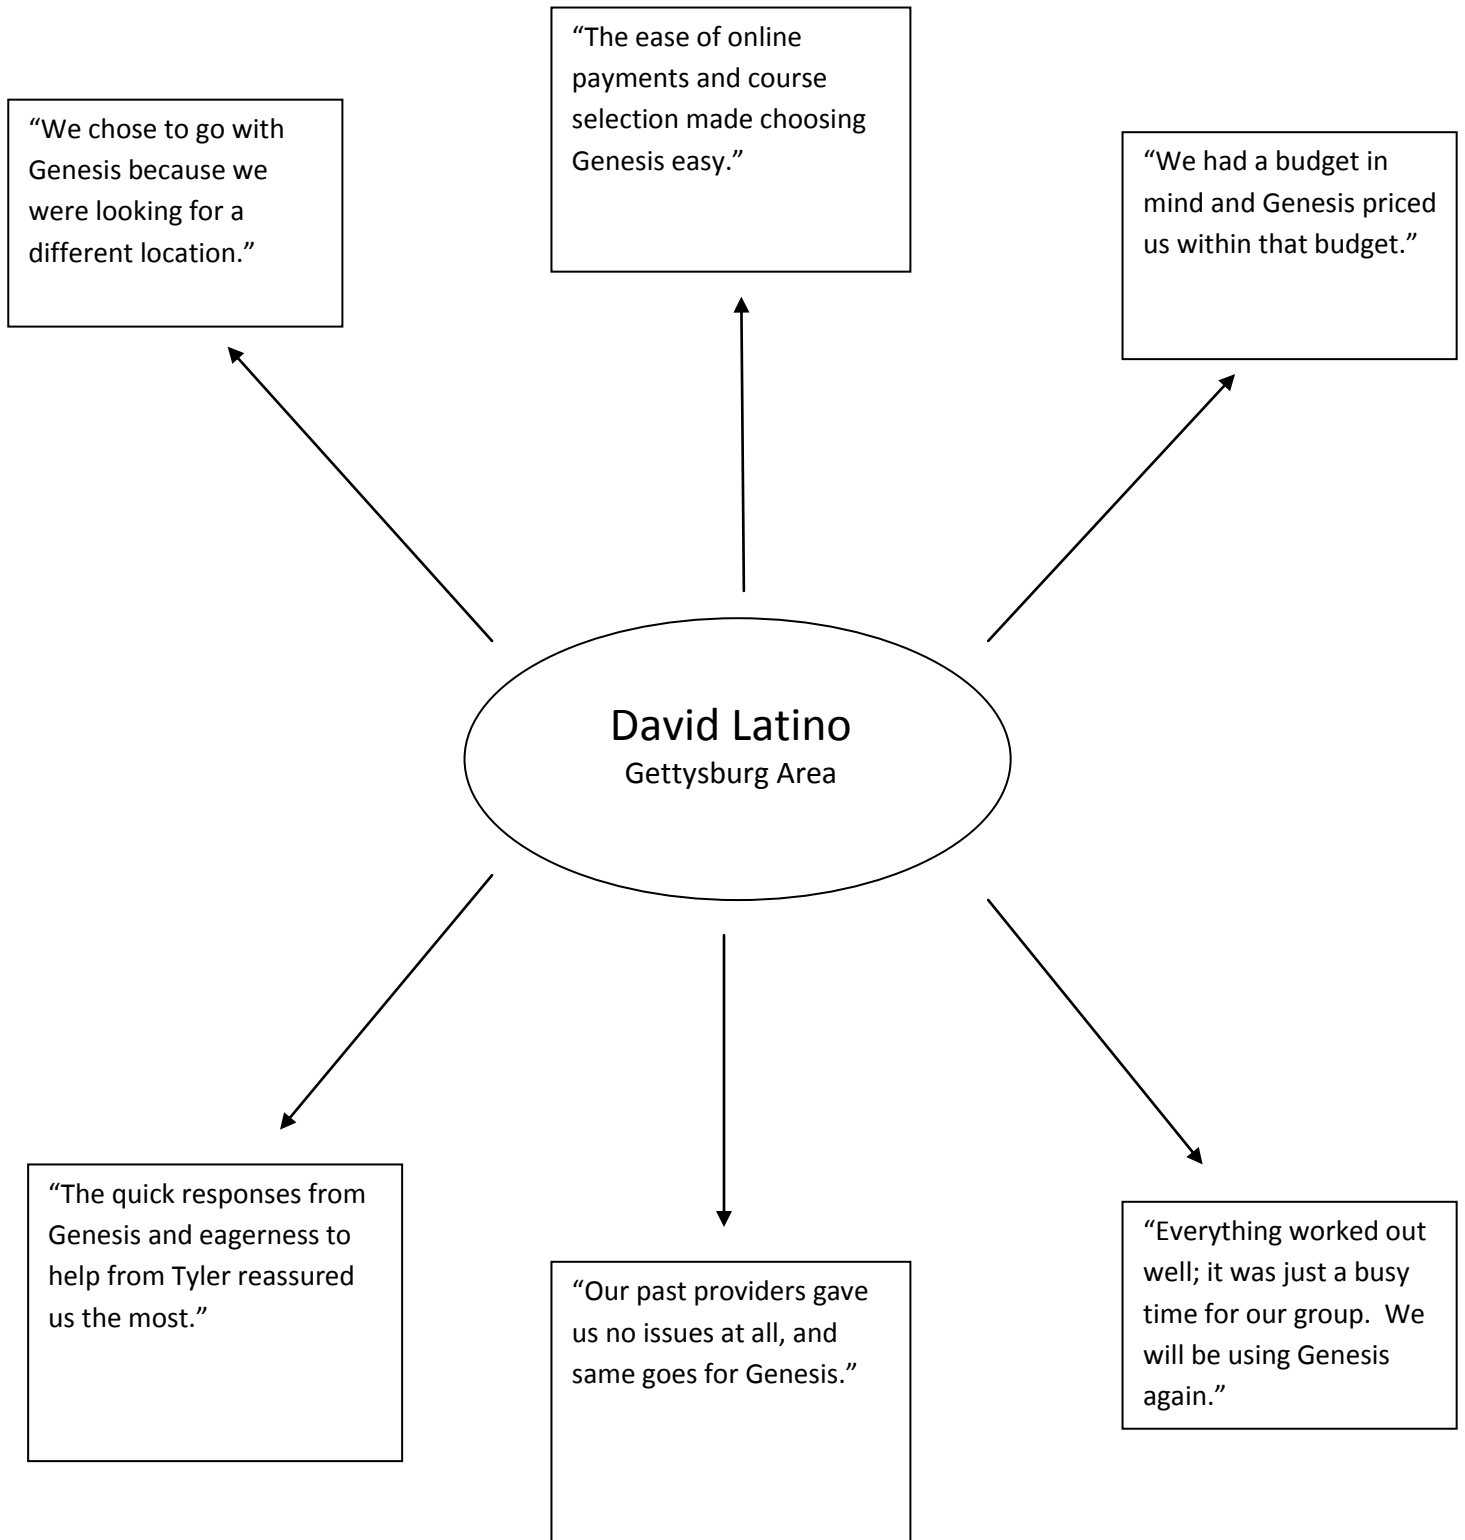 “The ease of online
payments and course
selection made choosing
Genesis easy.”
“We chose to go with
Genesis because we
were looking for a
different location.”
“We had a budget in
mind and Genesis priced
us within that budget.”
David Latino
Gettysburg Area
“The quick responses from
Genesis and eagerness to
help from Tyler reassured
us the most.”
“Our past providers gave
us no issues at all, and
same goes for Genesis.”
“Everything worked out
well; it was just a busy
time for our group.  We
will be using Genesis
again.”